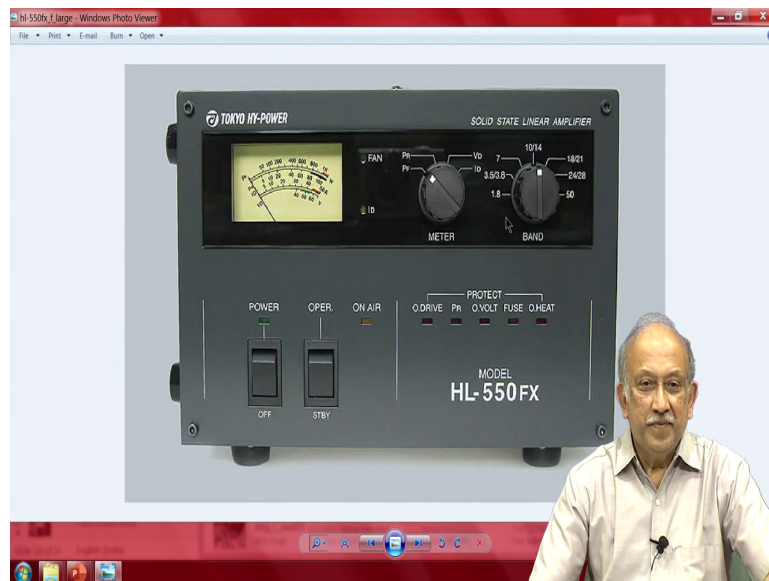 hl-550fx_f_large - Windows Photo Viewer
File Print E-mail Burn Open
TOKYO HY-POWER
SOLID STATE LINEAR AMPLIFIER
FAN
ID
PR
PF
VD
ID
METER
10/14
7
18/21
3.5/3.8
24/28
1.8
50
BAND
POWER
OPER.
ON AIR
PROTECT
O.DRIVE PR O.VOLT FUSE O.HEAT
OFF
STBY
MODEL
HL-550FX